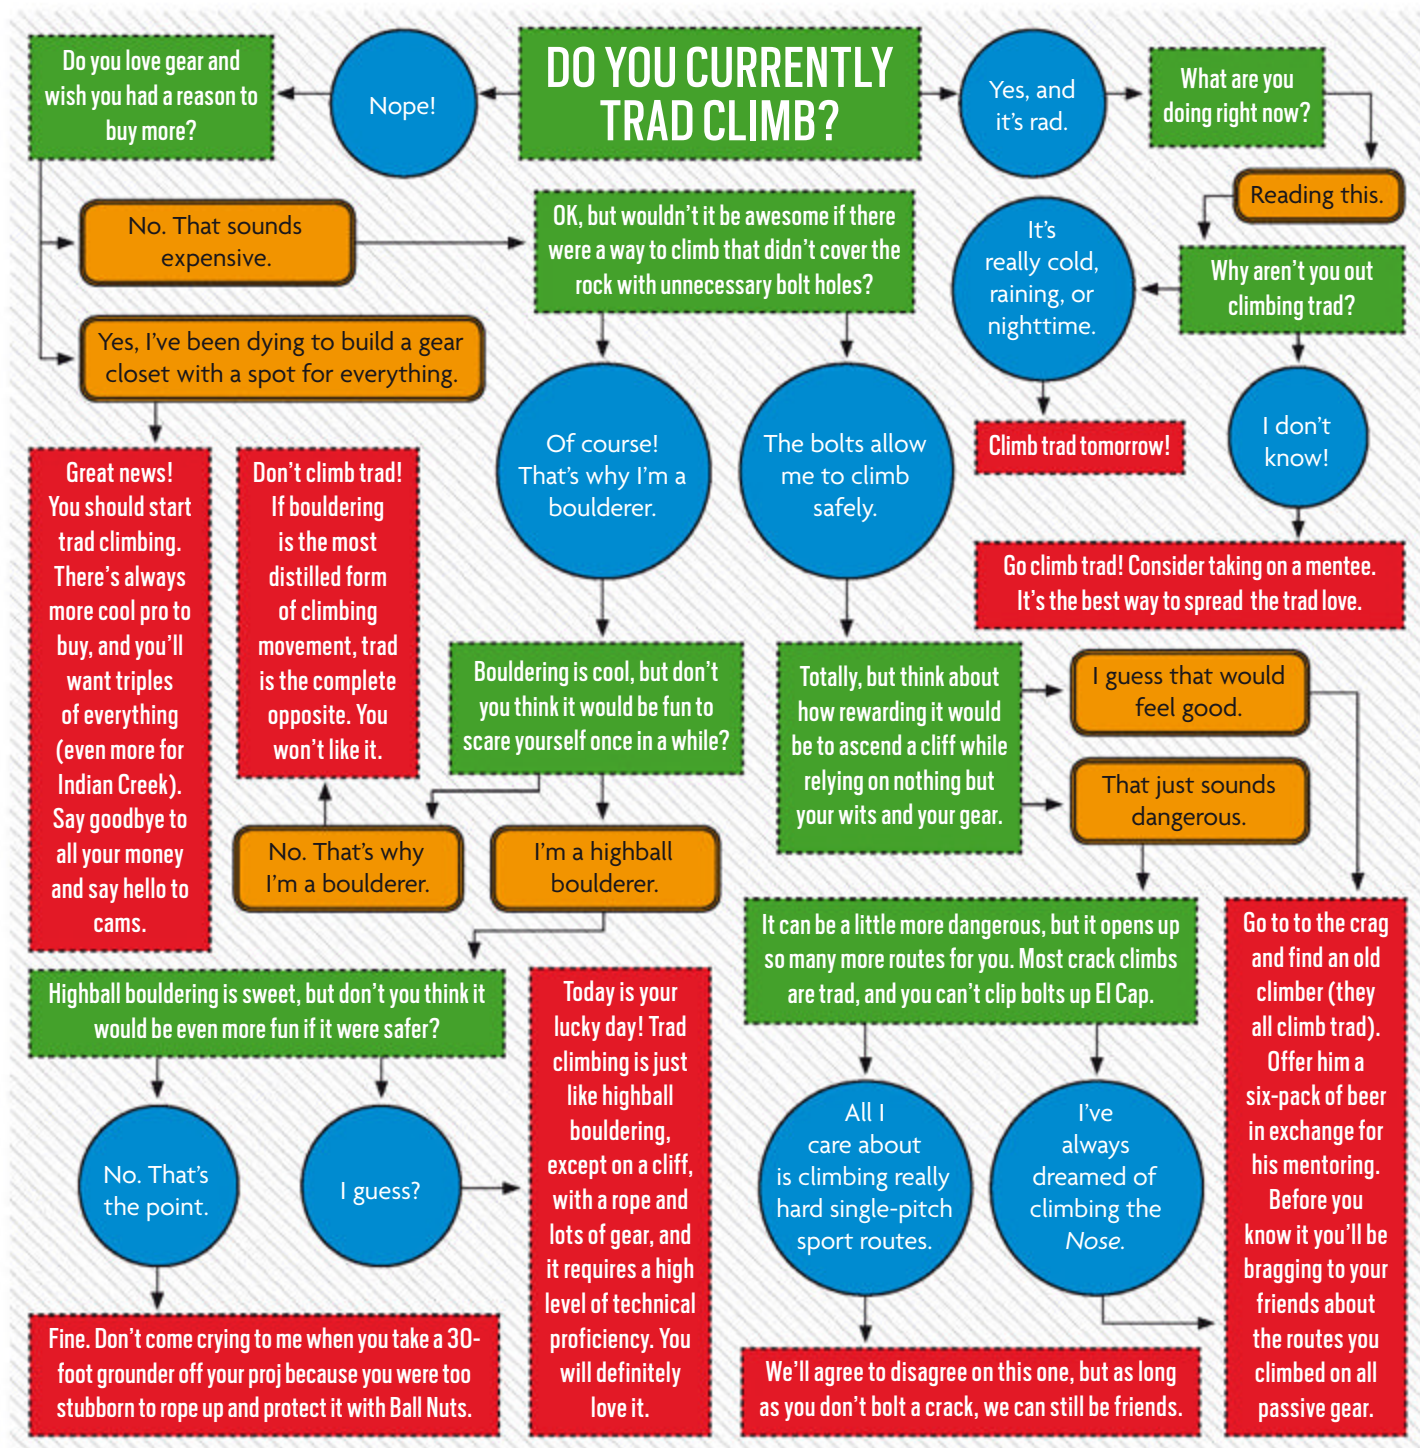 DO YOU CURRENTLY
TRAD CLIMB?
Nope!
Do you love gear and
wish you had a reason to
buy more?
Yes, and
it's rad.
What are you
doing right now?
Reading this.
Why aren't you out
climbing trad?
It's
really cold,
raining, or
nighttime.
Climb trad tomorrow!
I don't
know!
Go climb trad! Consider taking on a mentee.
It's the best way to spread the trad love.
No. That sounds
expensive.
Yes, I've been dying to build a gear
closet with a spot for everything.
Great news!
You should start
trad climbing.
There's always
more cool pro to
buy, and you'll
want triples
of everything
(even more for
Indian Creek).
Say goodbye to
all your money
and say hello to
cams.
OK, but wouldn't it be awesome if there
were a way to climb that didn't cover the
rock with unnecessary bolt holes?
Of course!
That's why I'm a
boulderer.
The bolts allow
me to climb
safely.
Bouldering is cool, but don't
you think it would be fun to
scare yourself once in a while?
No. That's why
I'm a boulderer.
Don't climb trad!
If bouldering
is the most
distilled form
of climbing
movement, trad
is the complete
opposite. You
won't like it.
I'm a highball
boulderer.
Highball bouldering is sweet, but don't you think it
would be even more fun if it were safer?
No. That's
the point.
I guess?
Fine. Don't come crying to me when you take a 30-
foot grounder off your proj because you were too
stubborn to rope up and protect it with Ball Nuts.
Today is your
lucky day! Trad
climbing is just
like highball
bouldering,
except on a cliff,
with a rope and
lots of gear, and
it requires a high
level of technical
proficiency. You
will definitely
love it.
Totally, but think about
how rewarding it would
be to ascend a cliff while
relying on nothing but
your wits and your gear.
I guess that would
feel good.
That just sounds
dangerous.
It can be a little more dangerous, but it opens up
so many more routes for you. Most crack climbs
are trad, and you can't clip bolts up El Cap.
All I
care about
is climbing really
hard single-pitch
sport routes.
I've
always
dreamed of
climbing the
Nose.
We'll agree to disagree on this one, but as long
as you don't bolt a crack, we can still be friends.
Go to to the crag
and find an old
climber (they
all climb trad).
Offer him a
six-pack of beer
in exchange for
his mentoring.
Before you
know it you'll be
bragging to your
friends about
the routes you
climbed on all
passive gear.